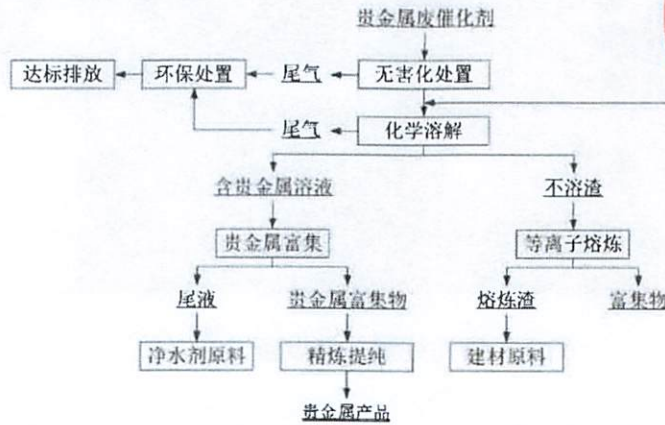 贵金属废催化剂
达标排放 环保处置 尾气 无害化处置
尾气 化学溶解
含贵金属溶液 不溶渣
贵金属富集 等离子熔炼
尾液 贵金属富集物 熔炼渣 富集物
净水剂原料 精炼提纯 建材原料
贵金属产品